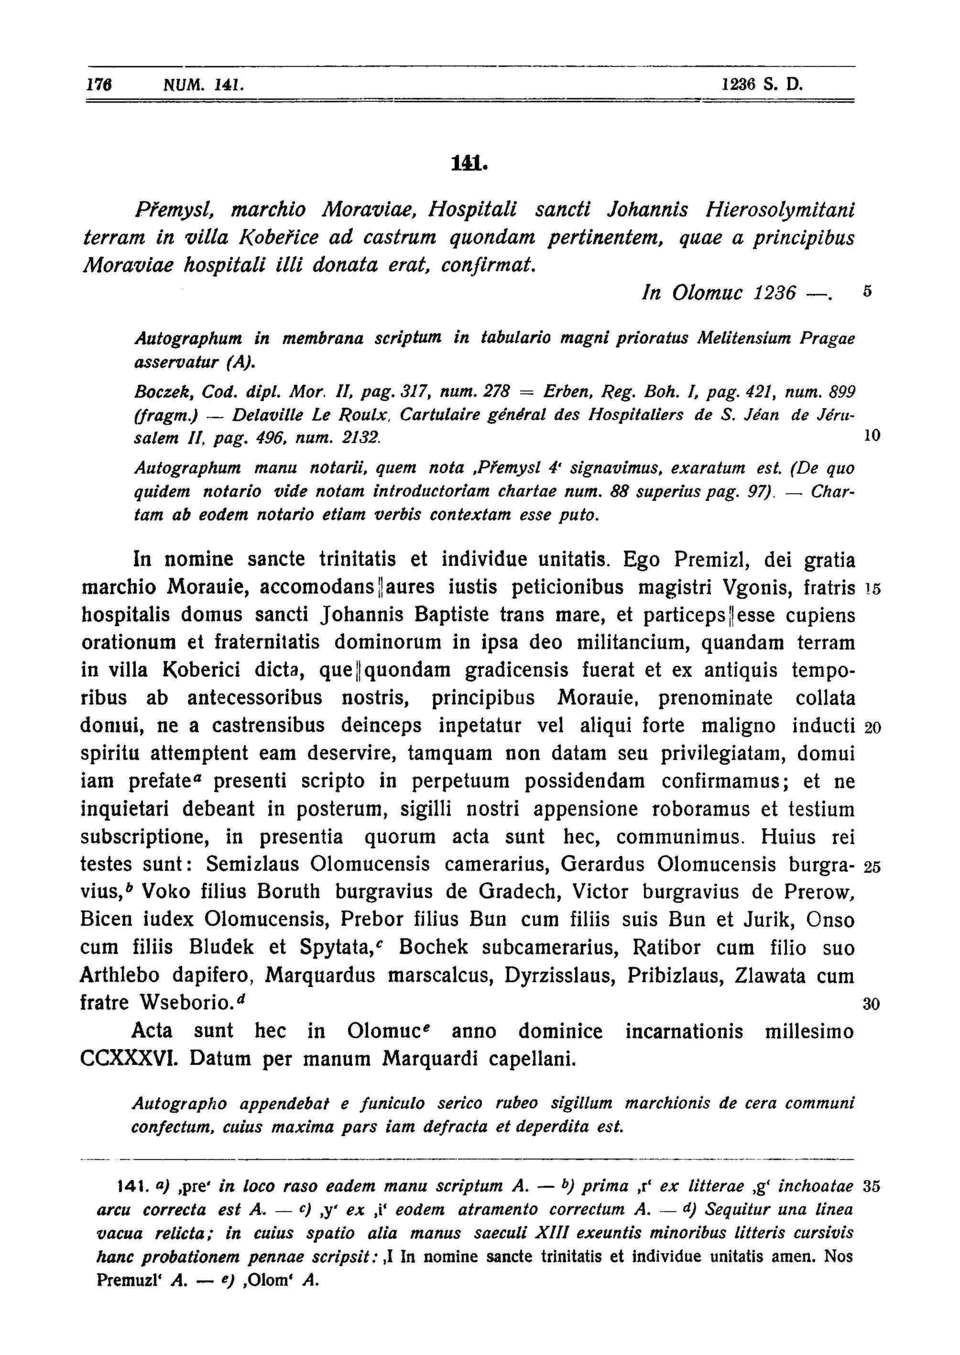 176 NUM. 141. 1236 S. D.
141.
Přemysl, marchio Moraviae, Hospitali sancti Johannis Hierosolymitani
terram in villa Kobeřice ad castrum quondam pertinentem, quae a principibus
Moraviae hospitali illi donata erat, confirmat.
In Olomuc 1236 —. 5
Autographum in membrana scriptum in tabulario magni prioratus Melitensium Pragae
asservatur (A).
Boczek, Cod. dipl. Mor. II, pag. 317, num. 278 = Erben, Reg. Boh. I, pag. 421, num. 899
(fragm.) — Delaville Le Roulx, Cartulaire général des Hospitaliers de S. Jéan de Jéru-
salem II, pag. 496, num. 2132. 10
Autographum manu notarii, quem nota ‚Přemysl 4‘ signavimus, exaratum est. (De quo
quidem notario vide notam introductoriam chartae num. 88 superius pag. 97). — Char-
tam ab eodem notario etiam verbis contextam esse puto.
In nomine sancte trinitatis et individue unitatis. Ego Premizl, dei gratia
marchio Morauie, accomodans || aures iustis peticionibus magistri Vgonis, fratris 15
hospitalis domus sancti Johannis Baptiste trans mare, et particeps || esse cupiens
orationum et fraternitatis dominorum in ipsa deo militancium, quandam terram
in villa Koberici dicta, que || quondam gradicensis fuerat et ex antiquis tempo-
ribus ab antecessoribus nostris, principibus Morauie, prenominate collata
domui, ne a castrensibus deinceps inpetatur vel aliqui forte maligno inducti 20
spiritu attemptent eam deservire, tamquam non datam seu privilegiatam, domui
iam prefate a presenti scripto in perpetuum possidendam confirmamus; et ne
inquietari debeant in posterum, sigilli nostri appensione roboramus et testium
subscriptione, in presentia quorum acta sunt hec, communimus. Huius rei
testes sunt: Semizlaus Olomucensis camerarius, Gerardus Olomucensis burgra- 25
vius, b Voko filius Boruth burgravius de Gradech, Victor burgravius de Prerow,
Bicen iudex Olomucensis, Prebor filius Bun cum filiis suis Bun et Jurik, Onso
cum filiis Bludek et Spytata, c Bochek subcamerarius, Ratibor cum filio suo
Arthlebo dapifero, Marquardus marscalcus, Dyrzisslaus, Pribizlaus, Zlawata cum
fratre Wseborio. d 30
Acta sunt hec in Olomuc e anno dominice incarnationis millesimo
CCXXXVI. Datum per manum Marquardi capellani.
Autographo appendebat e funiculo serico rubeo sigillum marchionis de cera communi
confectum, cuius maxima pars iam defracta et deperdita est.
141. a) ‚pre‘ in loco raso eadem manu scriptum A. — b) prima ‚r‘ ex litterae ‚g‘ inchoatae 35
arcu correcta est A. — c) ‚y‘ ex ‚i‘ eodem atramento correctum A. — d) Sequitur una linea
vacua relicta; in cuius spatio alia manus saeculi XIII exeuntis minoribus litteris cursivis
hanc probationem pennae scripsit: ‚I In nomine sancte trinitatis et individue unitatis amen. Nos
Premuzl‘ A. — e) ‚Olom‘ A.